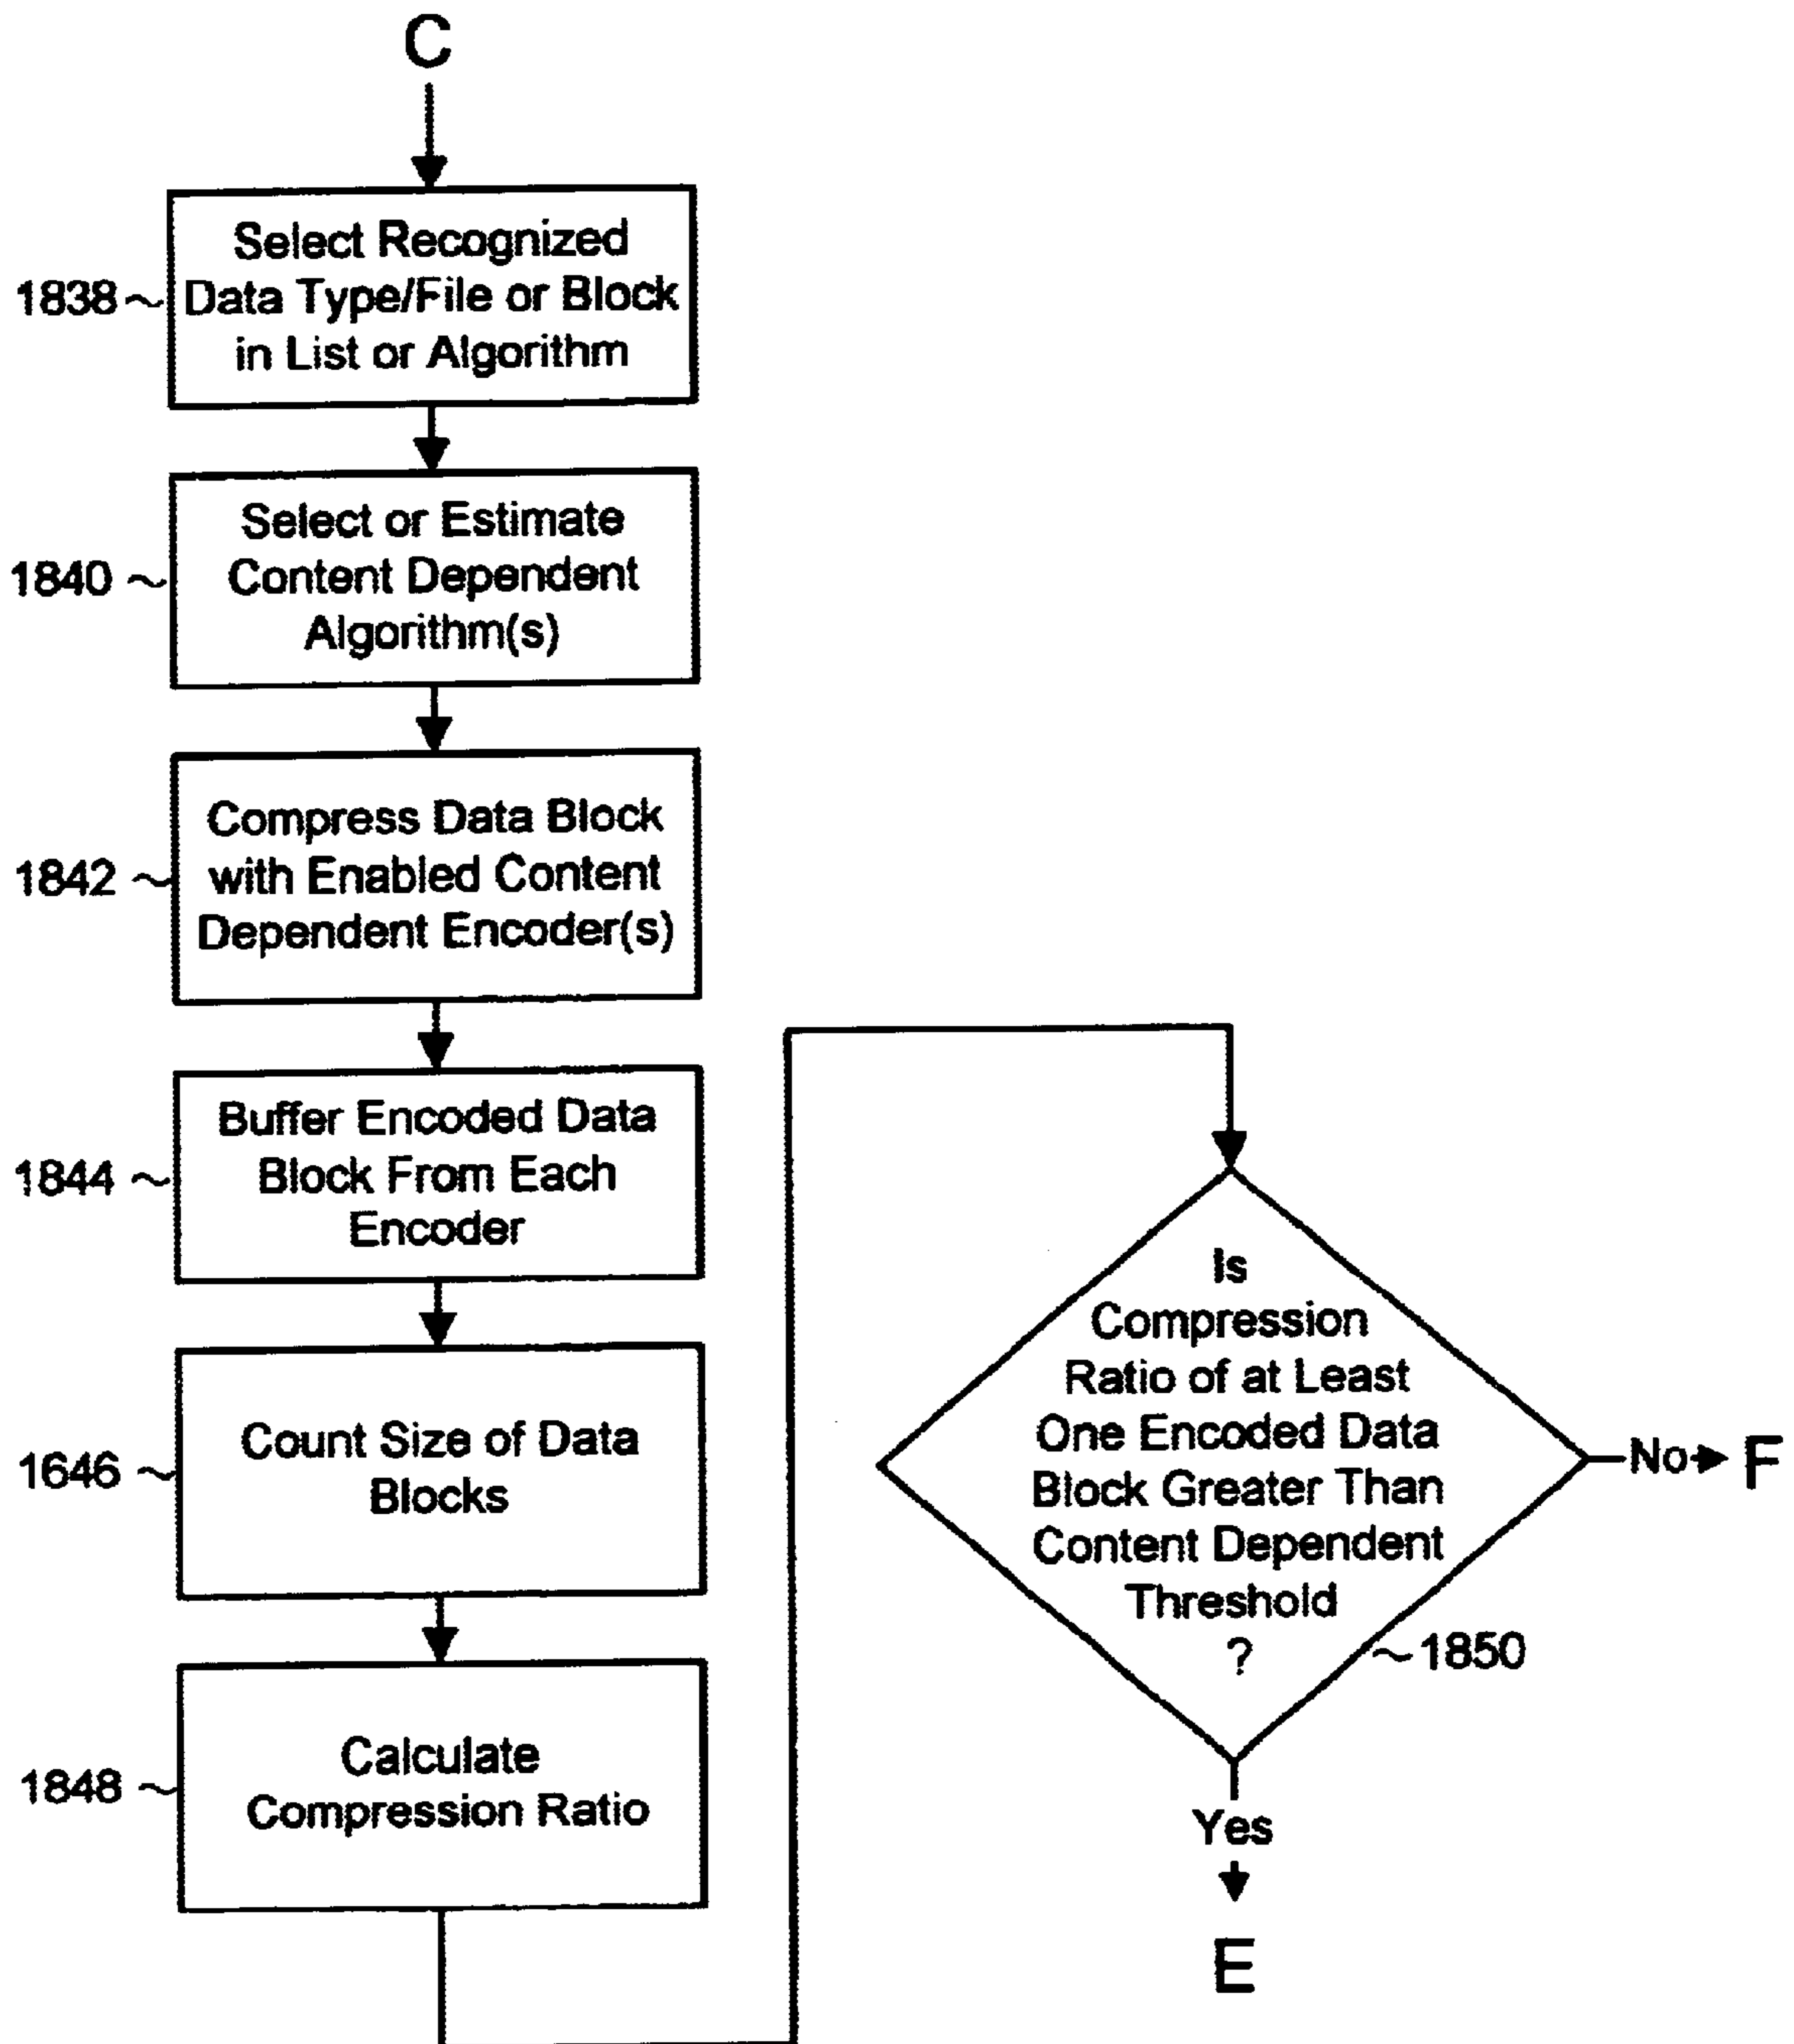 C
1838
Select Recognized
Data Type/File or Block
in List or Algorithm
1840
Select or Estimate
Content Dependent
Algorithm(s)
1842
Compress Data Block
with Enabled Content
Dependent Encoder(s)
1844
Buffer Encoded Data
Block From Each
Encoder
1646
Count Size of Data
Blocks
1848
Calculate
Compression Ratio
Is
Compression
Ratio of at Least
One Encoded Data
Block Greater Than
Content Dependent
Threshold
?
1850
No
F
Yes
E